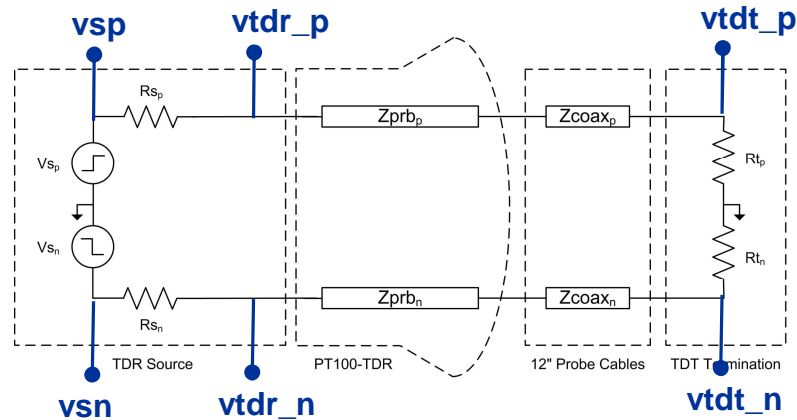 vsp
vtdr_p
vtdt_p
Rsₚ
Zprbₚ
Zcoaxₚ
Vsₚ
Rtₚ
Vsₙ
Rtₙ
Rsₙ
Zprbₙ
Zcoaxₙ
TDR Source
PT100-TDR
12" Probe Cables
TDT Termination
vsn
vtdr_n
vtdt_n